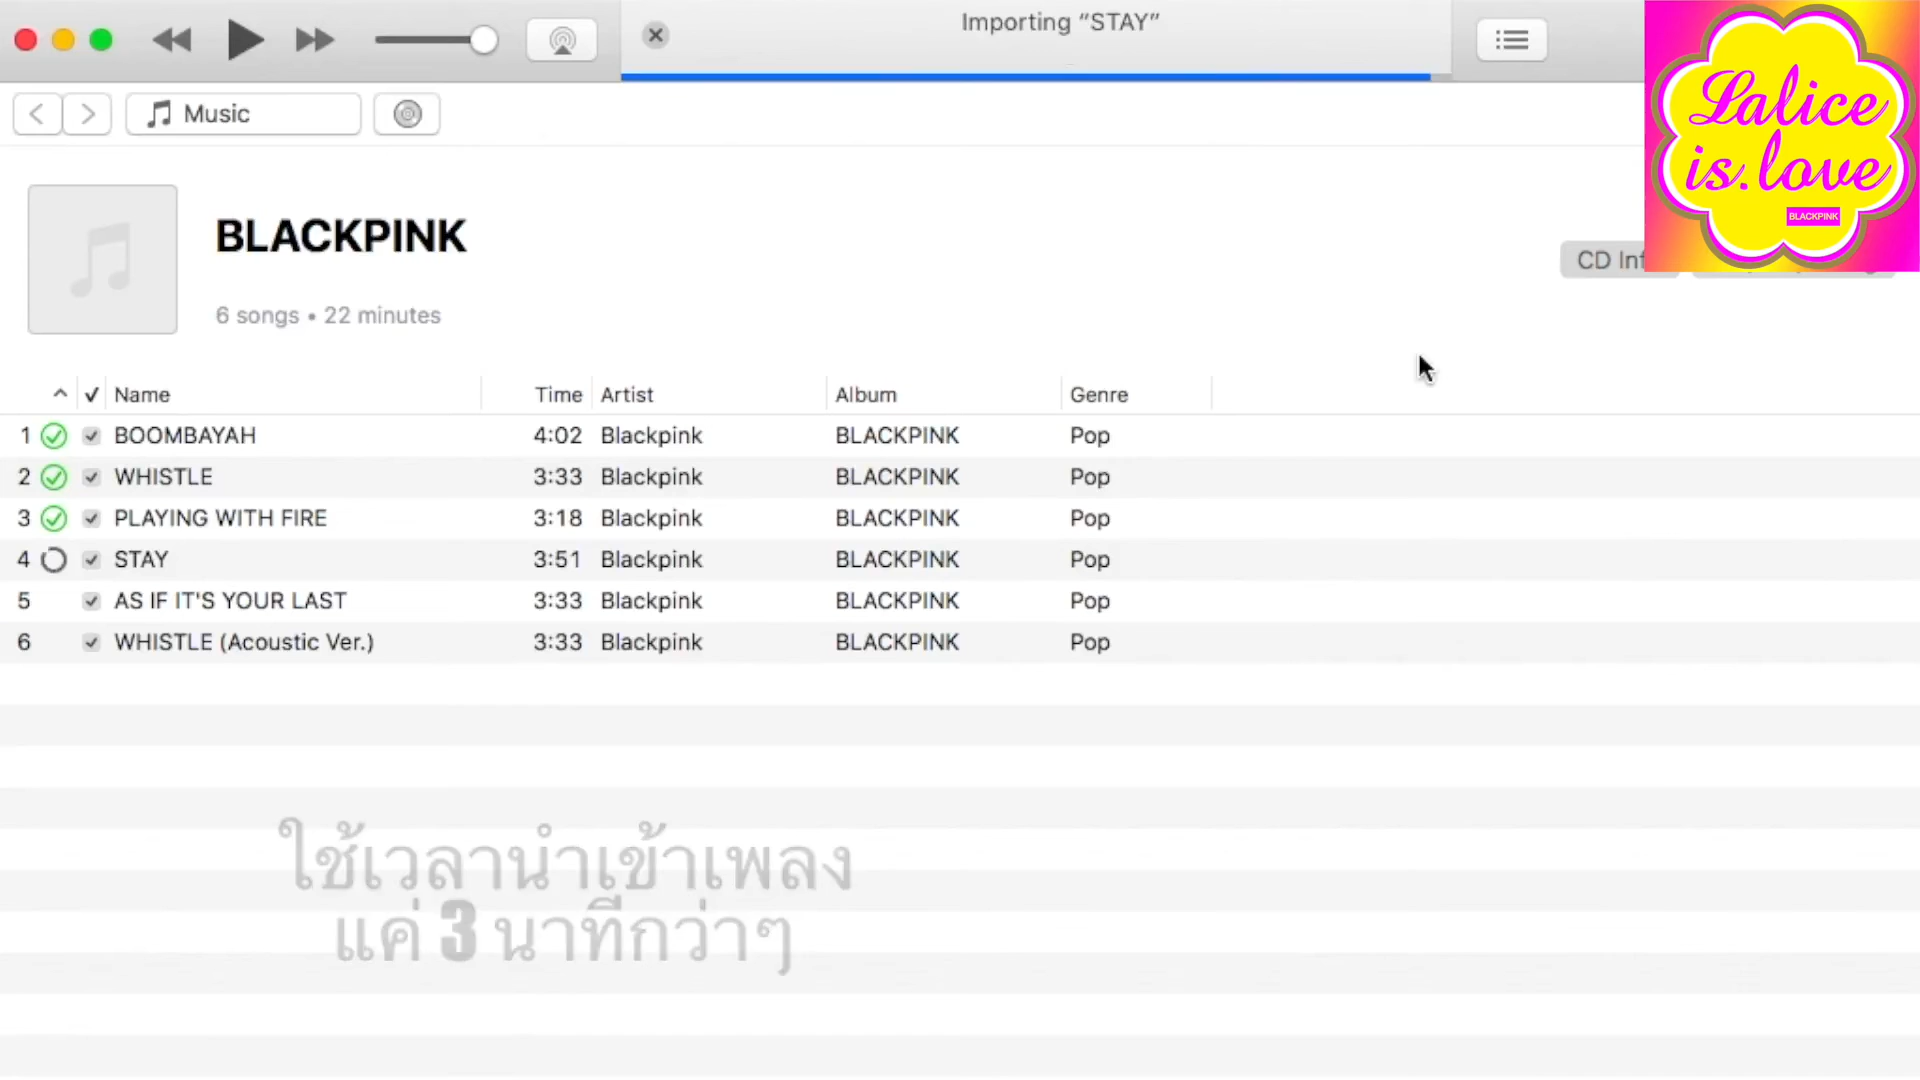 Importing “STAY”
Music
Lalice
is.love
BLACKPINK
BLACKPINK
6 songs • 22 minutes
CD Inf
Name Time Artist Album Genre
1 BOOMBAYAH 4:02 Blackpink BLACKPINK Pop
2 WHISTLE 3:33 Blackpink BLACKPINK Pop
3 PLAYING WITH FIRE 3:18 Blackpink BLACKPINK Pop
4 STAY 3:51 Blackpink BLACKPINK Pop
5 AS IF IT'S YOUR LAST 3:33 Blackpink BLACKPINK Pop
6 WHISTLE (Acoustic Ver.) 3:33 Blackpink BLACKPINK Pop
ใช้เวลานำเข้าเพลง
แค่ 3 นาทีกว่าๆ